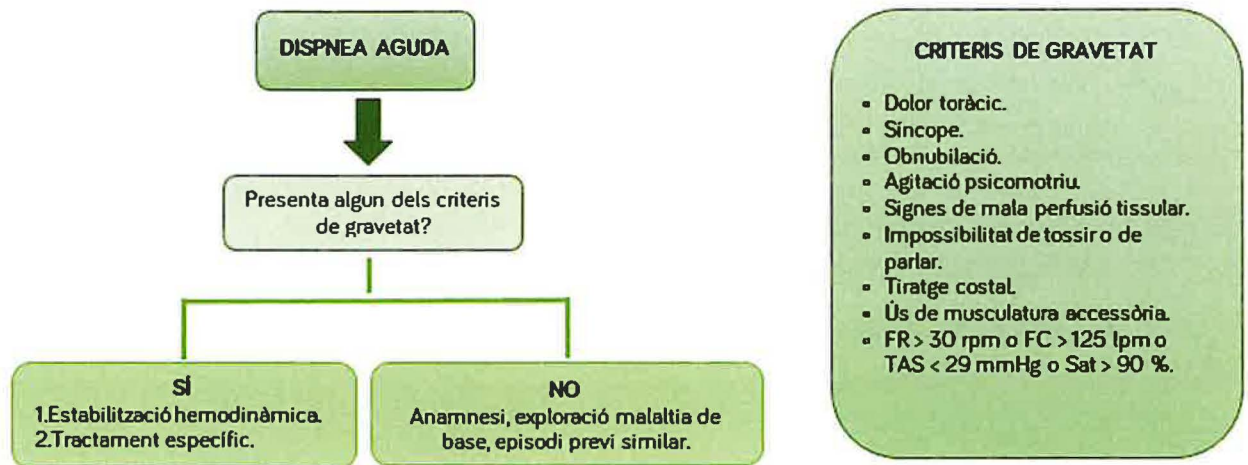 DISPNEA AGUDA
Presenta algun dels criteris
de gravetat?
SÍ
1.Estabilització hemodinàmica.
2.Tractament específic.
NO
Anamnesi, exploració malaltia de
base, episodi previ similar.
CRITERIS DE GRAVETAT
▫ Dolor toràcic.
▫ Síncope.
▫ Obnubilació.
▫ Agitació psicomotriu.
▫ Signes de mala perfusió tissular.
▫ Impossibilitat de tossir o de
parlar.
▫ Tiratge costal.
▫ Ús de musculatura accessòria.
▫ FR > 30 rpm o FC > 125 lpm o
TAS < 29 mmHg o Sat > 90 %.